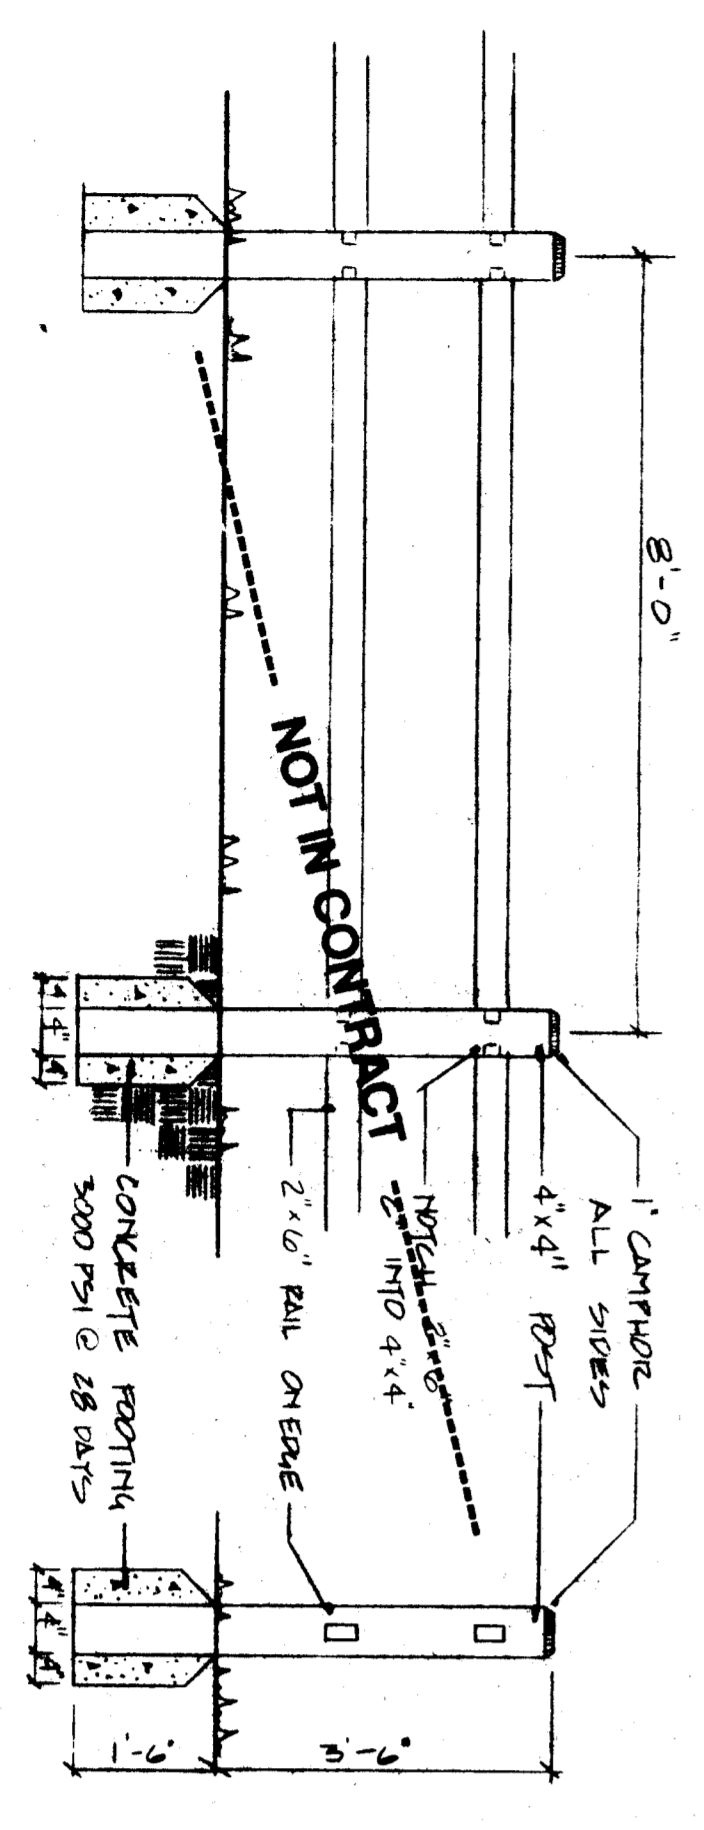 8'-0"
1" CAMPHOR
ALL SIDES
4"x4" POST
NOTCH 2"x6"
INTO 4"x4"
2"x6" RAIL ON EDGE
CONCRETE FOOTING
3000 PSI @ 28 DAYS
NOT IN CONTRACT
4" 4" 4"
4" 4" 4"
1'-6"
3'-6"